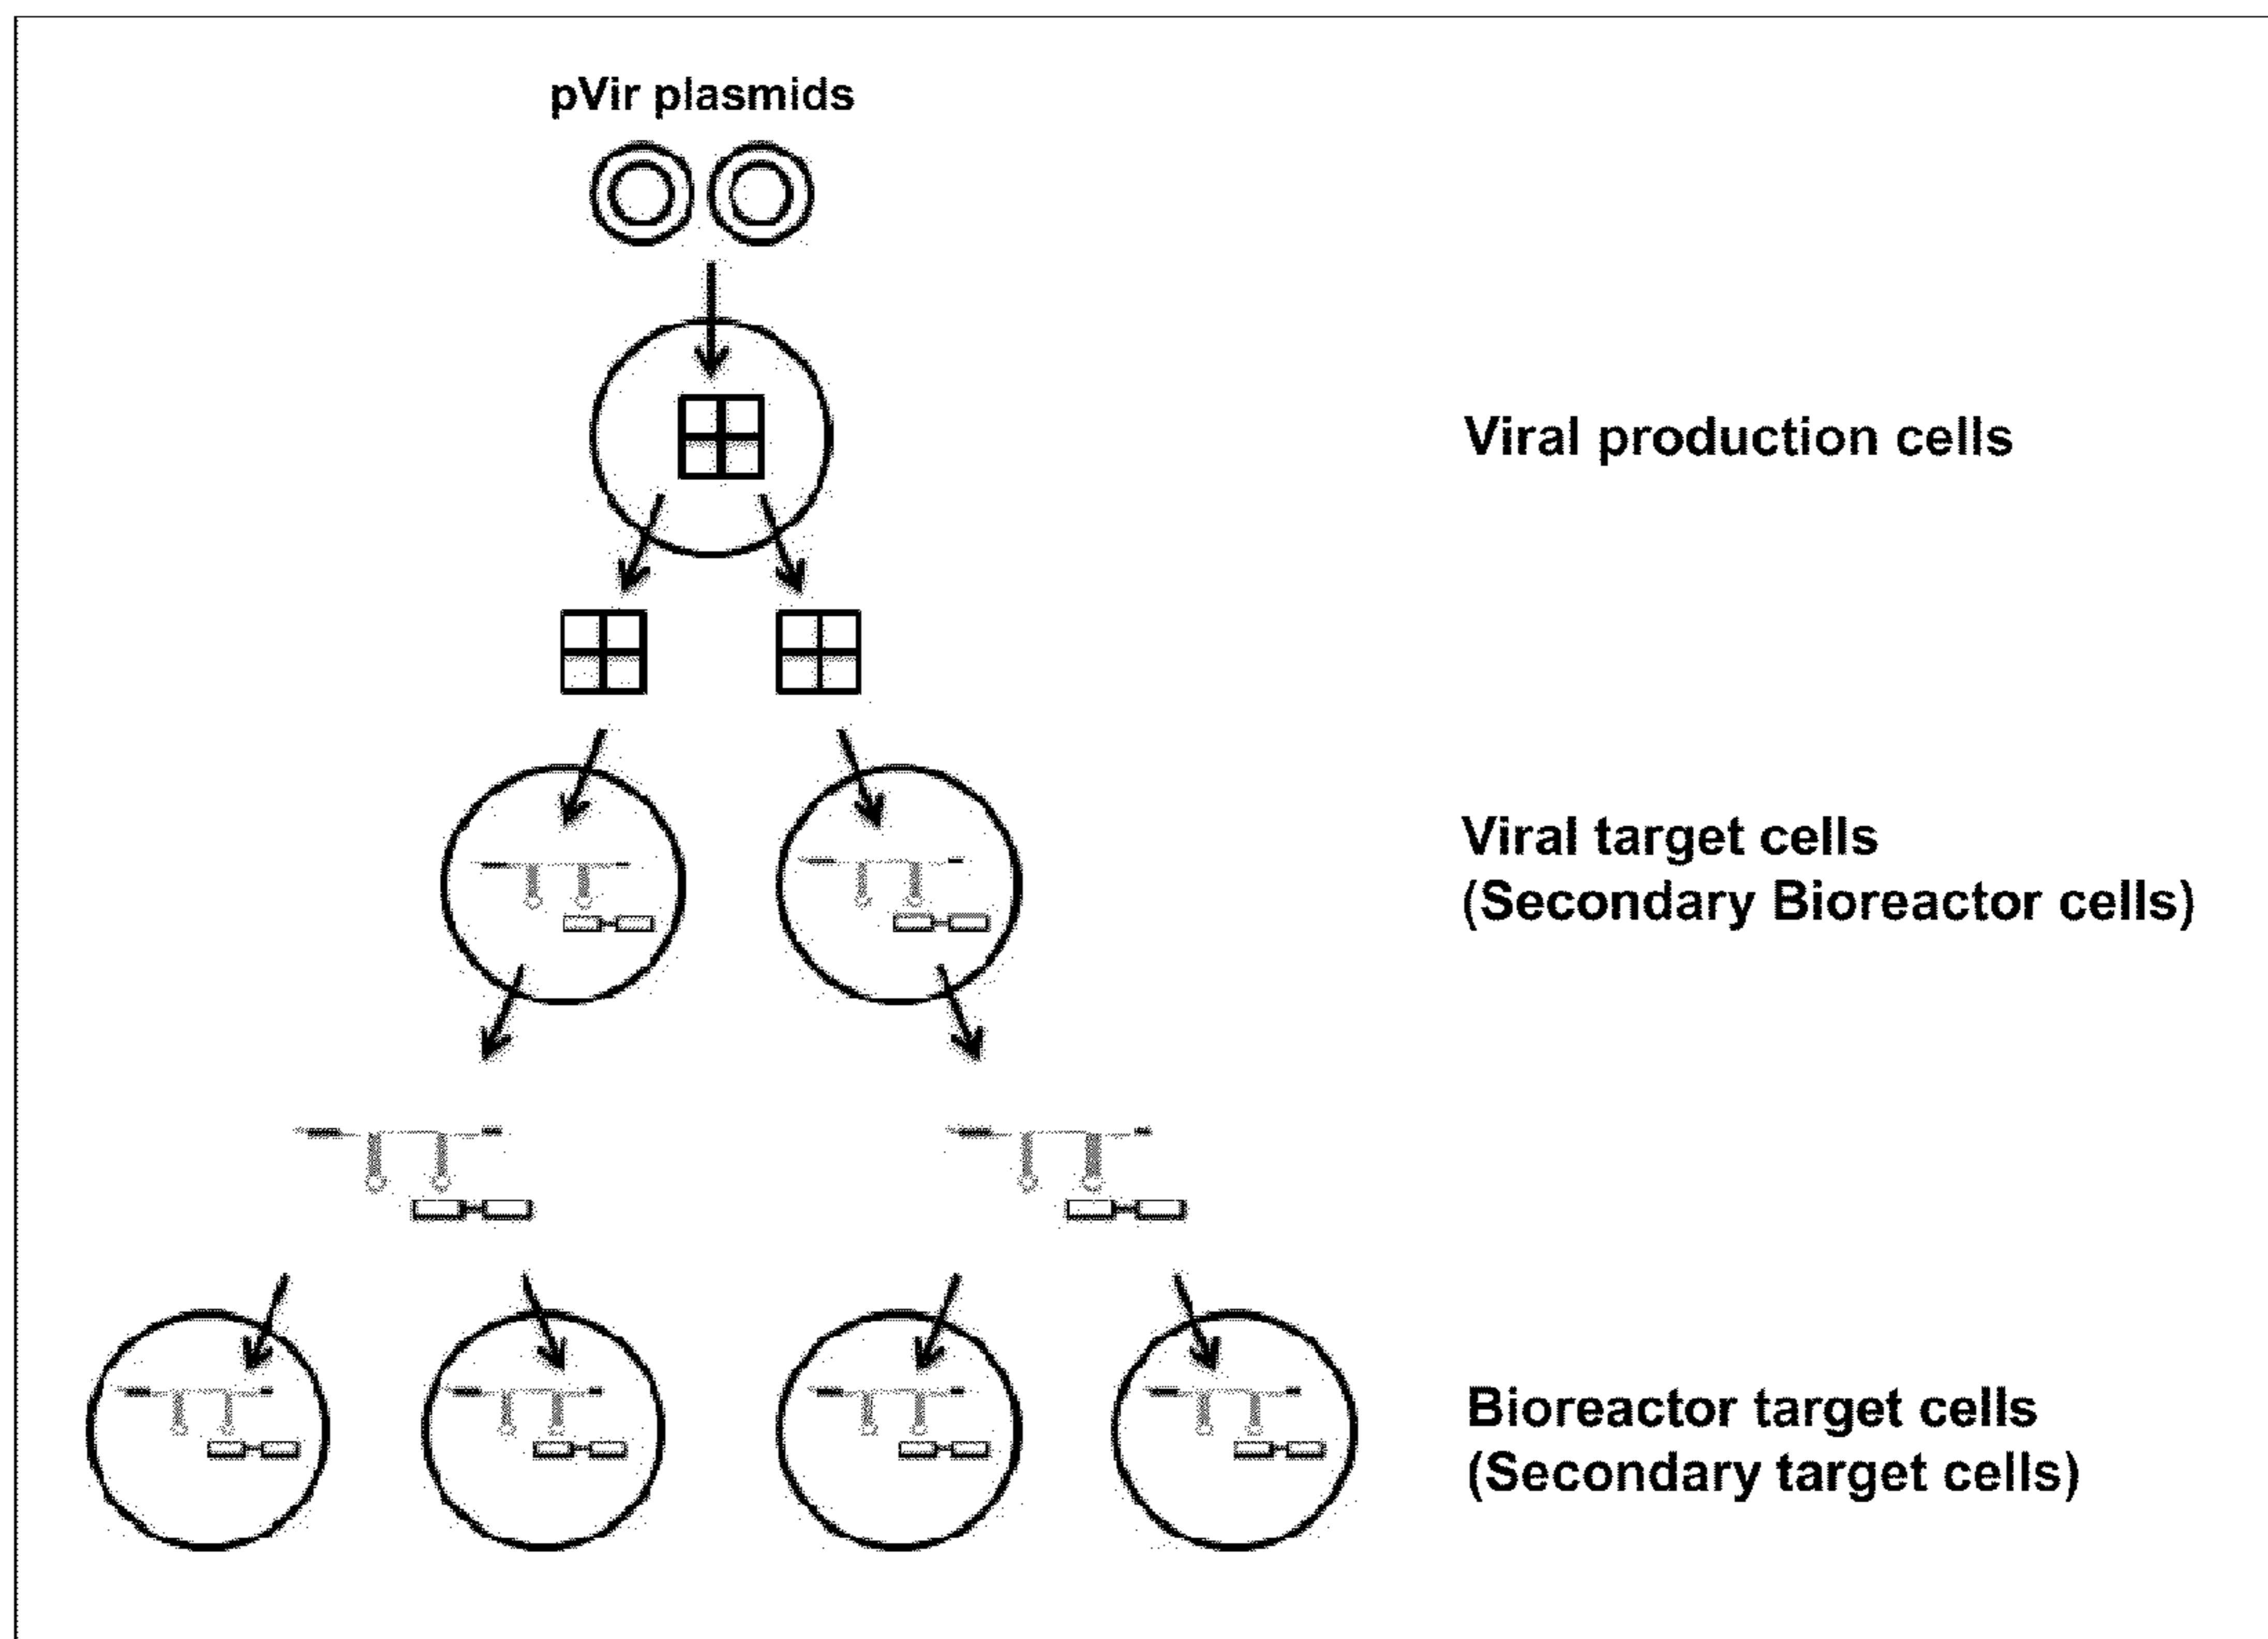 pVir plasmids
Viral production cells
Viral target cells
(Secondary Bioreactor cells)
Bioreactor target cells
(Secondary target cells)